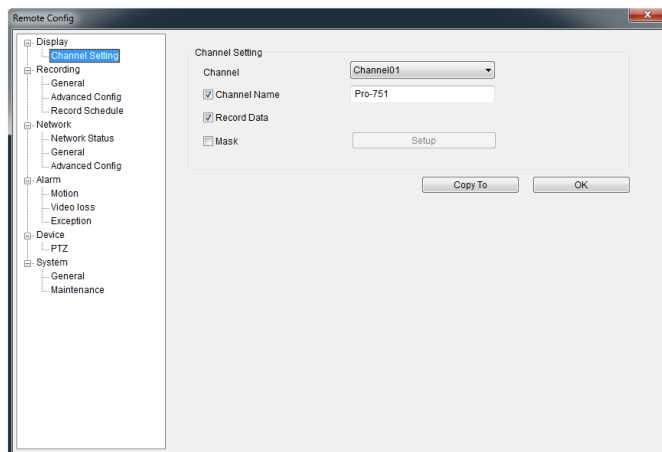 Remote Config
Display
Channel Setting
Recording
General
Advanced Config
Record Schedule
Network
Network Status
General
Advanced Config
Alarm
Motion
Video loss
Exception
Device
PTZ
System
General
Maintenance
Channel Setting
Channel Channel01
Channel Name Pro-751
Record Data
Mask Setup
Copy To OK